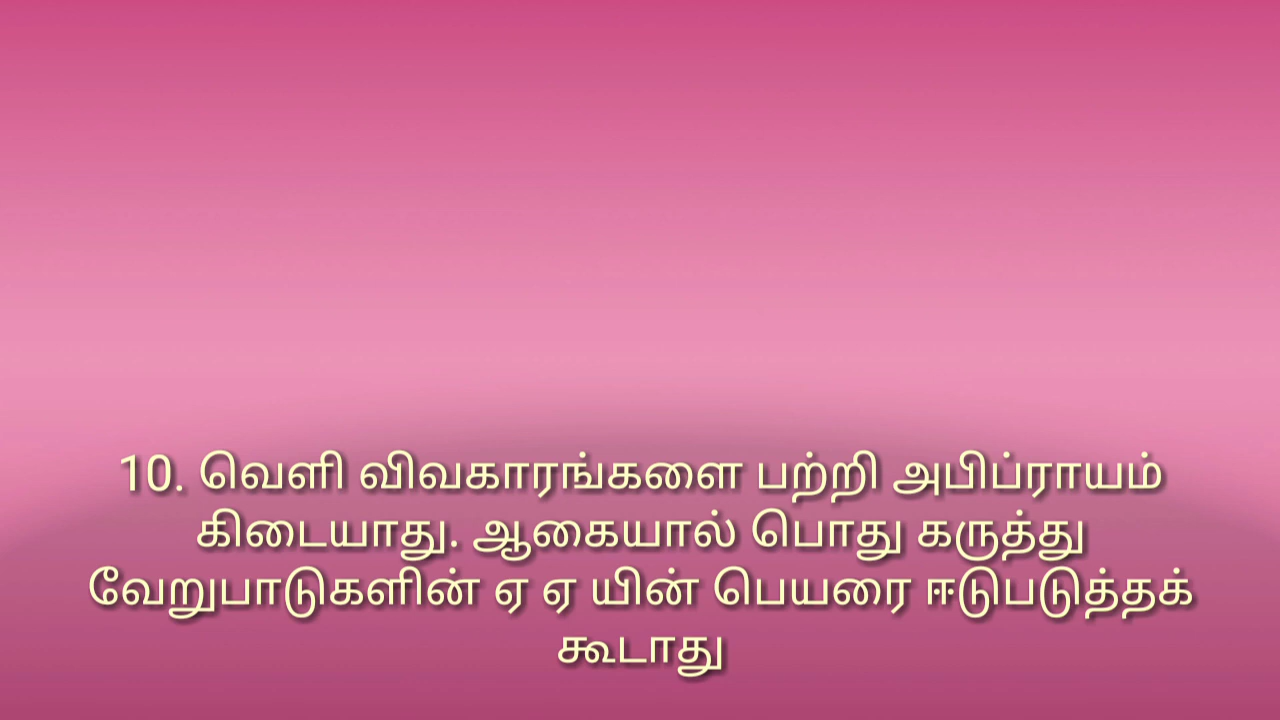 10. வெளி விவகாரங்களை பற்றி அபிப்ராயம்
கிடையாது. ஆகையால் பொது கருத்து
வேறுபாடுகளின் ஏ ஏ யின் பெயரை ஈடுபடுத்தக்
கூடாது